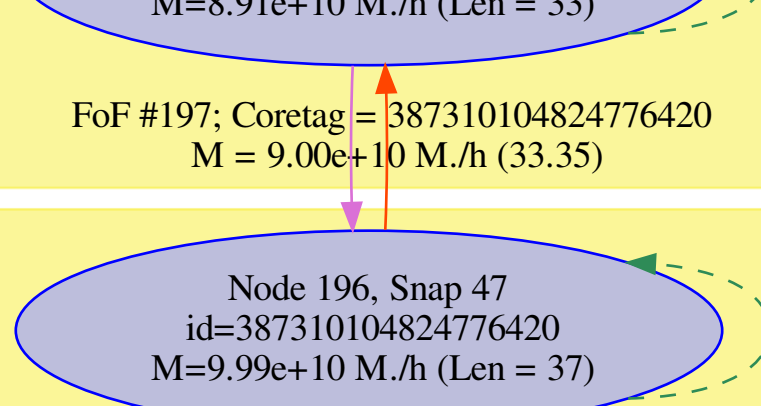 M=8.91e+10 M./h (Len = 33)
FoF #197; Coretag = 387310104824776420
M = 9.00e+10 M./h (33.35)
Node 196, Snap 47
id=387310104824776420
M=9.99e+10 M./h (Len = 37)